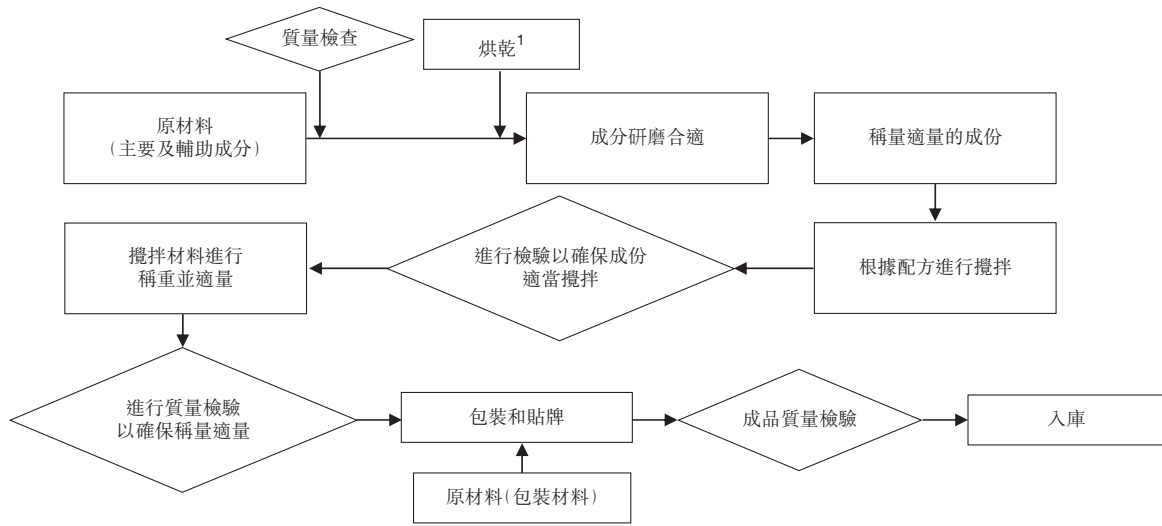 質量檢查
烘乾1
原材料
（主要及輔助成分）
成分研磨合適
稱量適量的成份
攪拌材料進行
稱重並適量
進行檢驗以確保成份
適當攪拌
根據配方進行攪拌
進行質量檢驗
以確保稱量適量
包裝和貼牌
成品質量檢驗
入庫
原材料(包裝材料)